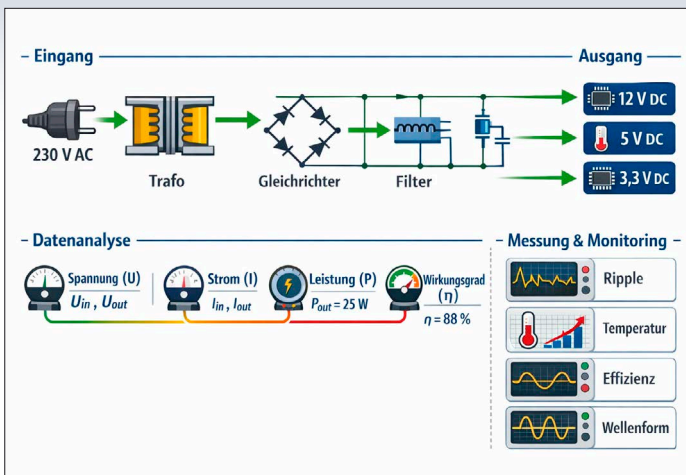 Eingang
Ausgang
230 V AC
Trafo
Gleichrichter
Filter
12 V DC
5 V DC
3,3 V DC
Datenanalyse
Spannung (U)
Uin , Uout
Strom (I)
Iin , Iout
Leistung (P)
Pout = 25 W
Wirkungsgrad
(η)
η = 88 %
Messung & Monitoring
Ripple
Temperatur
Effizienz
Wellenform